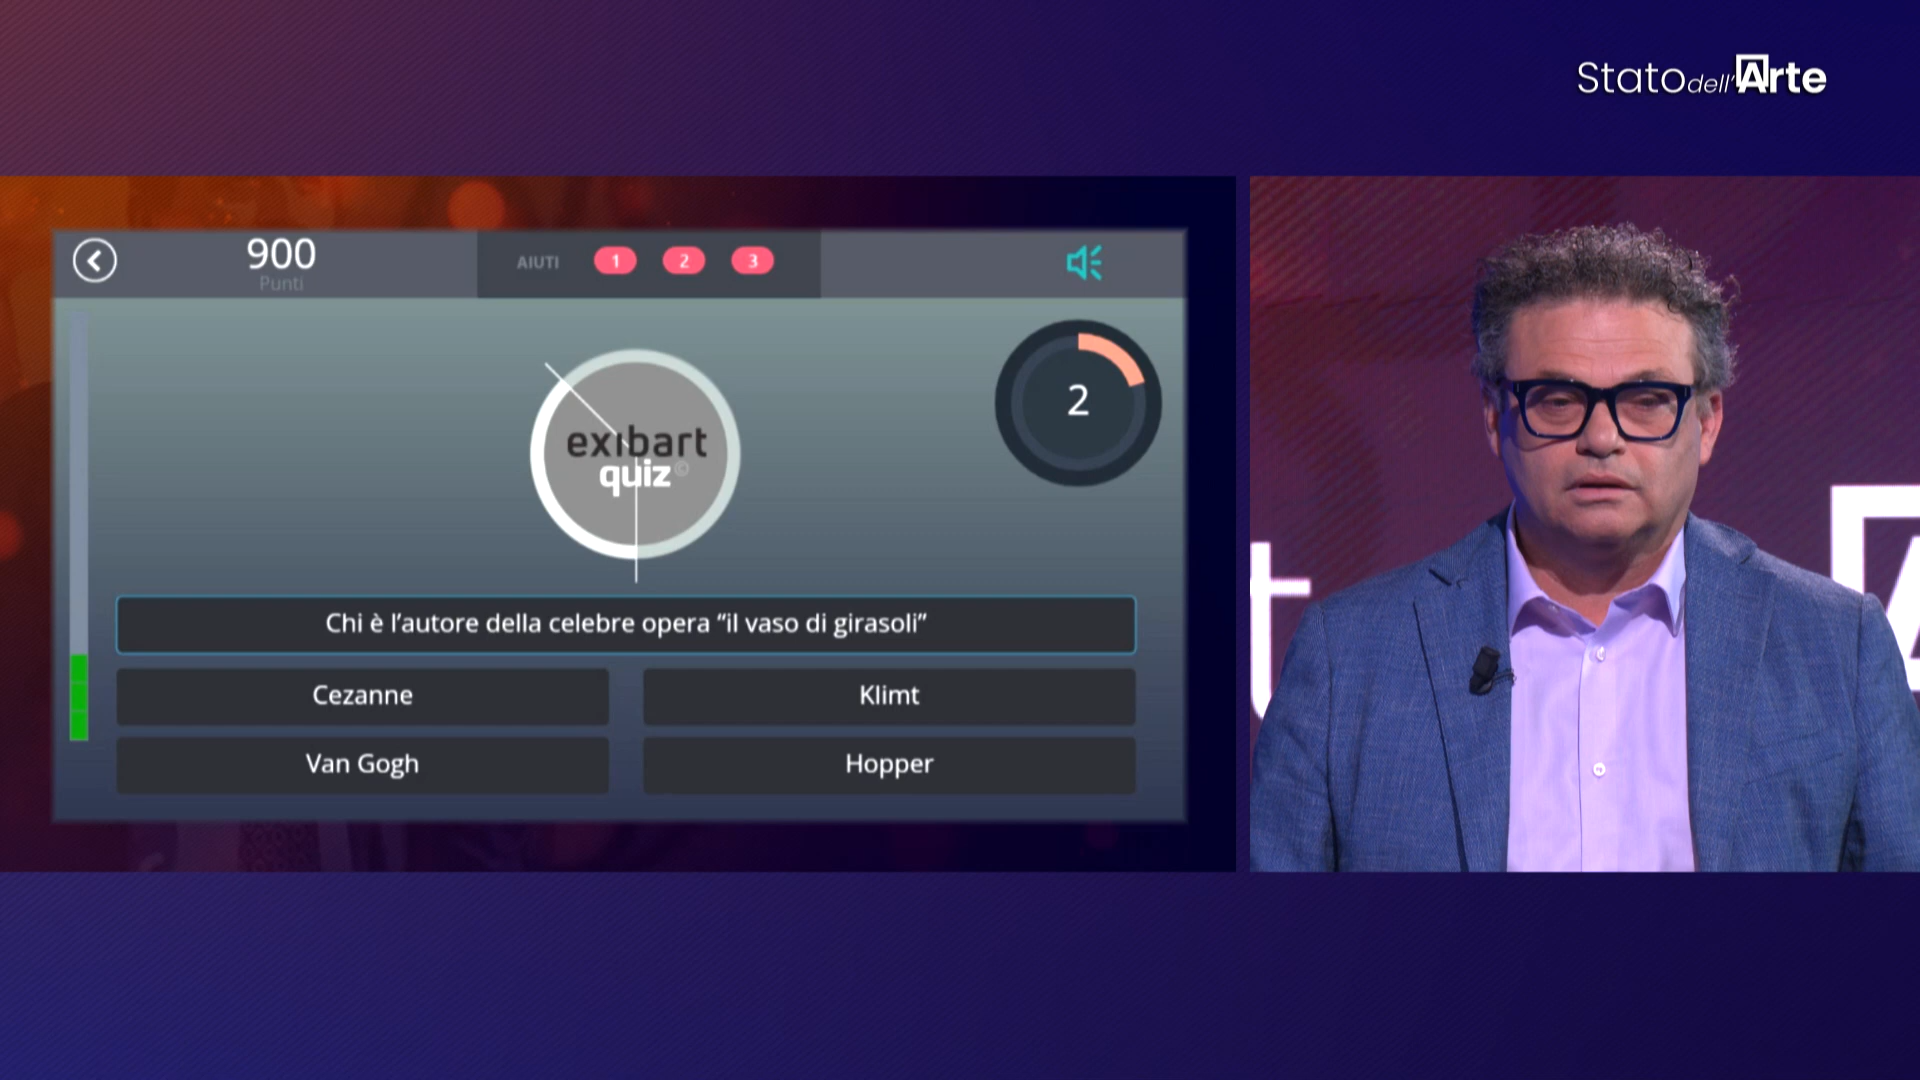 Stato dell'Arte
900
Punti
AIUTI
1
2
3
2
exibart
quiz©
Chi è l’autore della celebre opera “il vaso di girasoli”
Cezanne
Klimt
Van Gogh
Hopper
t